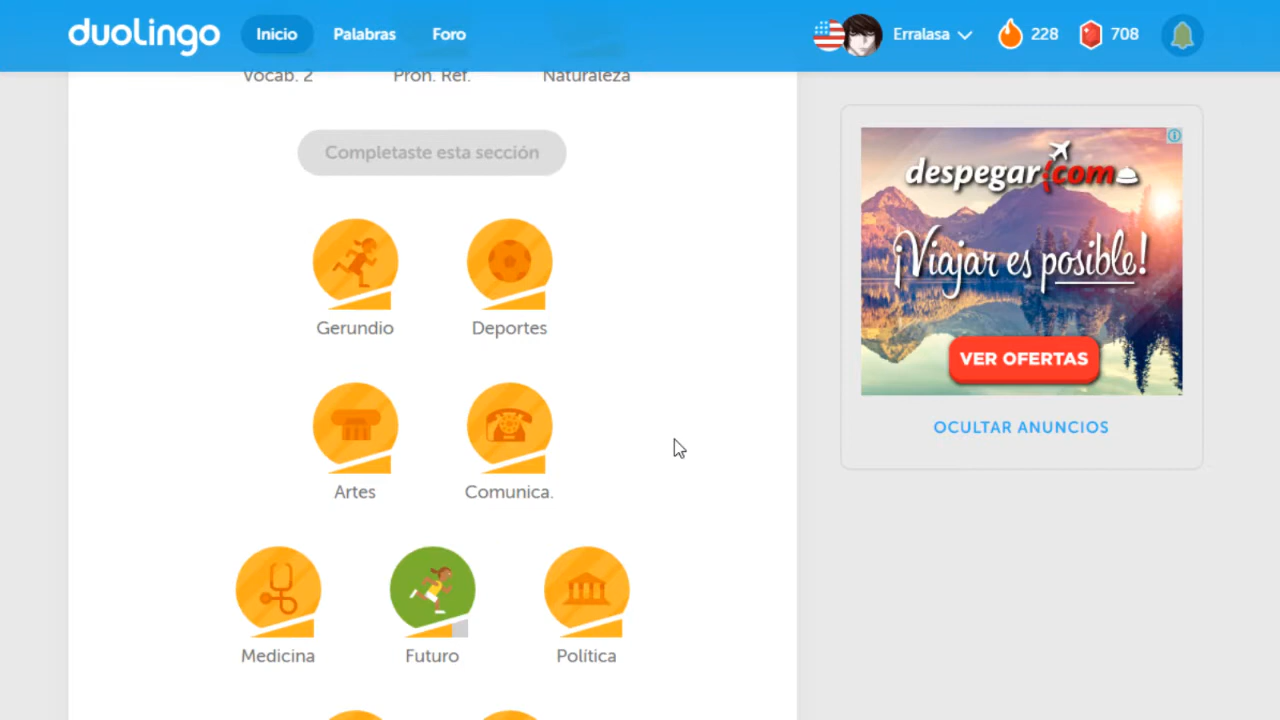 duolingo
Inicio
Palabras
Foro
Erralasa
228
708
Vocab. 2
Pron. Ref.
Naturaleza
Completaste esta sección
Gerundio
Deportes
Artes
Comunica.
Medicina
Futuro
Política
despegar.com
¡Viajar es posible!
VER OFERTAS
OCULTAR ANUNCIOS